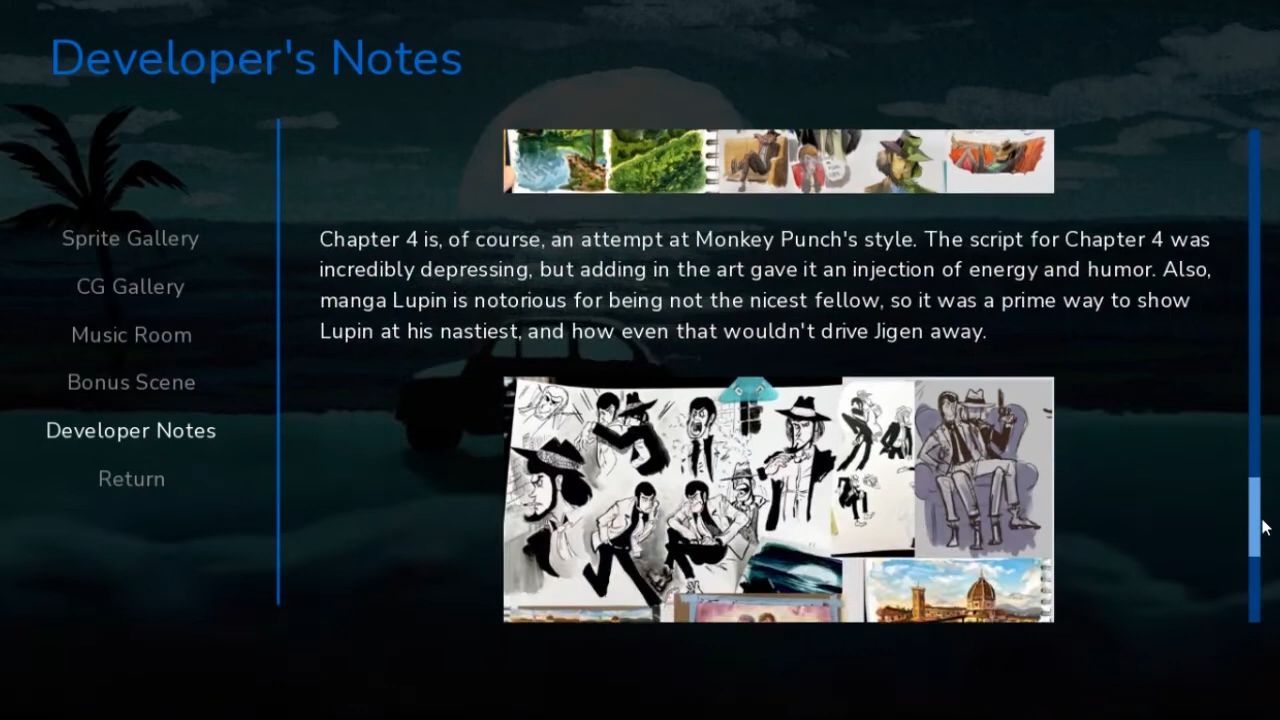 Developer's Notes
Sprite Gallery
CG Gallery
Music Room
Bonus Scene
Developer Notes
Return
Chapter 4 is, of course, an attempt at Monkey Punch's style. The script for Chapter 4 was
incredibly depressing, but adding in the art gave it an injection of energy and humor. Also,
manga Lupin is notorious for being not the nicest fellow, so it was a prime way to show
Lupin at his nastiest, and how even that wouldn't drive Jigen away.